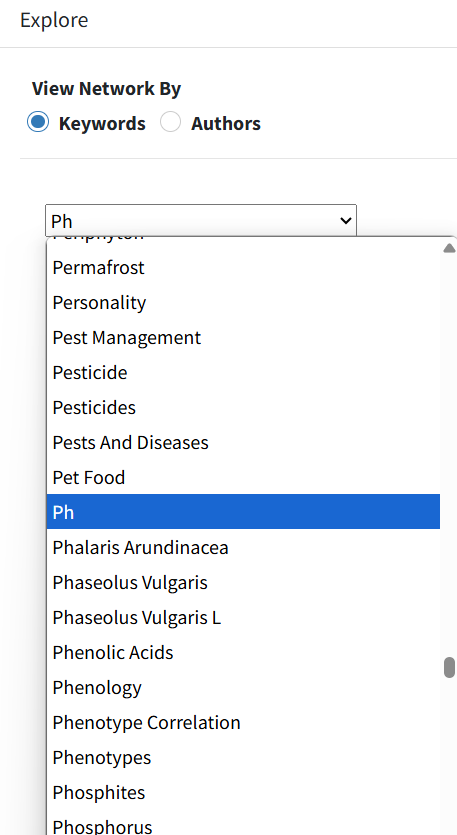 Explore
View Network By
Keywords Authors
Ph
Periphyton
Permafrost
Personality
Pest Management
Pesticide
Pesticides
Pests And Diseases
Pet Food
Ph
Phalaris Arundinacea
Phaseolus Vulgaris
Phaseolus Vulgaris L
Phenolic Acids
Phenology
Phenotype Correlation
Phenotypes
Phosphites
Phosphorus